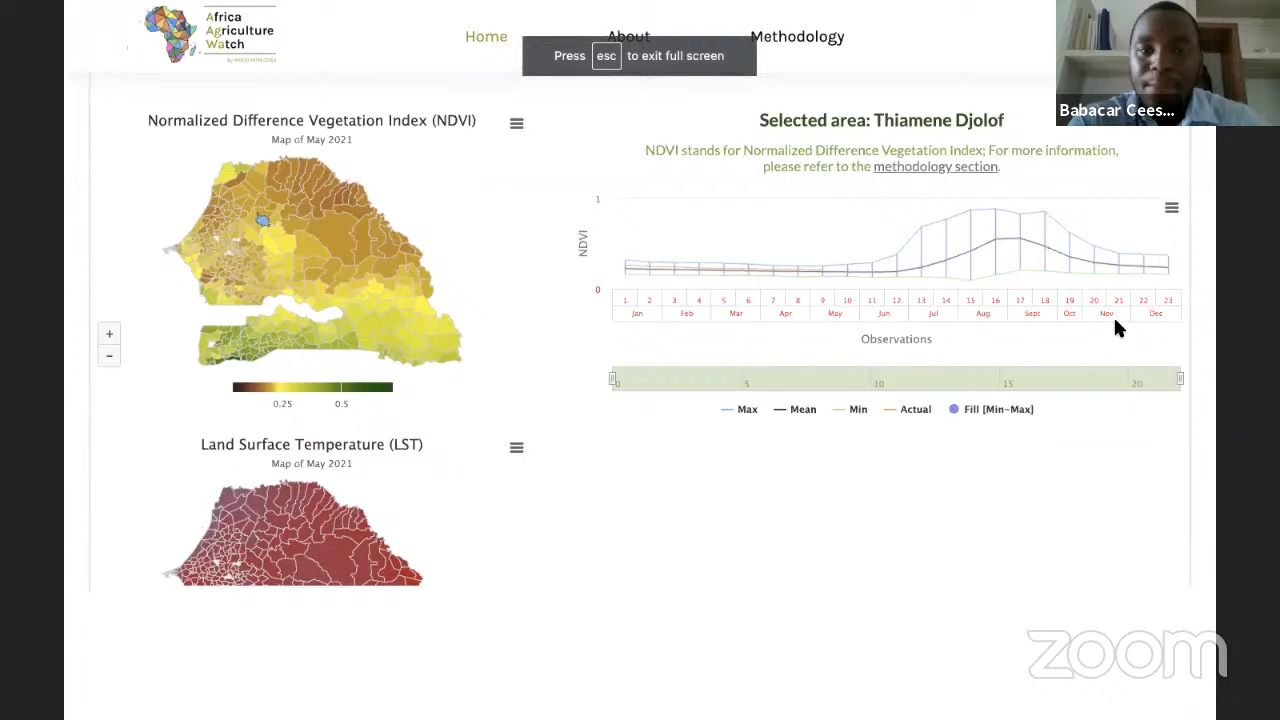 Africa
Agriculture
Watch
By AKADEMIYA2063
Home
About
Methodology
Press esc to exit full screen
Babacar Cees...
Normalized Difference Vegetation Index (NDVI)
Map of May 2021
0.25 0.5
+
−
Land Surface Temperature (LST)
Map of May 2021
Selected area: Thiamene Djolof
NDVI stands for Normalized Difference Vegetation Index; For more information,
please refer to the methodology section.
1
NDVI
0
1 2 3 4 5 6 7 8 9 10 11 12 13 14 15 16 17 18 19 20 21 22 23
Jan Feb Mar Apr May Jun Jul Aug Sept Oct Nov Dec
Observations
0 5 10 15 20
Max Mean Min Actual Fill [Min-Max]
zoom